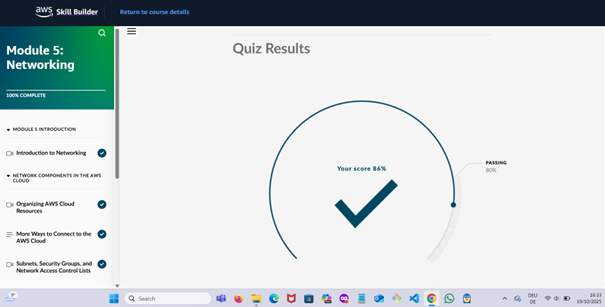 aws Skill Builder
Return to course details
Module 5:
Networking
100% COMPLETE
MODULE 5 INTRODUCTION
Introduction to Networking
NETWORK COMPONENTS IN THE AWS
CLOUD
Organizing AWS Cloud
Resources
More Ways to Connect to the
AWS Cloud
Subnets, Security Groups, and
Network Access Control Lists
Quiz Results
Your score 86%
PASSING
80%
Search
DEU
DE
16:33
19/10/2025